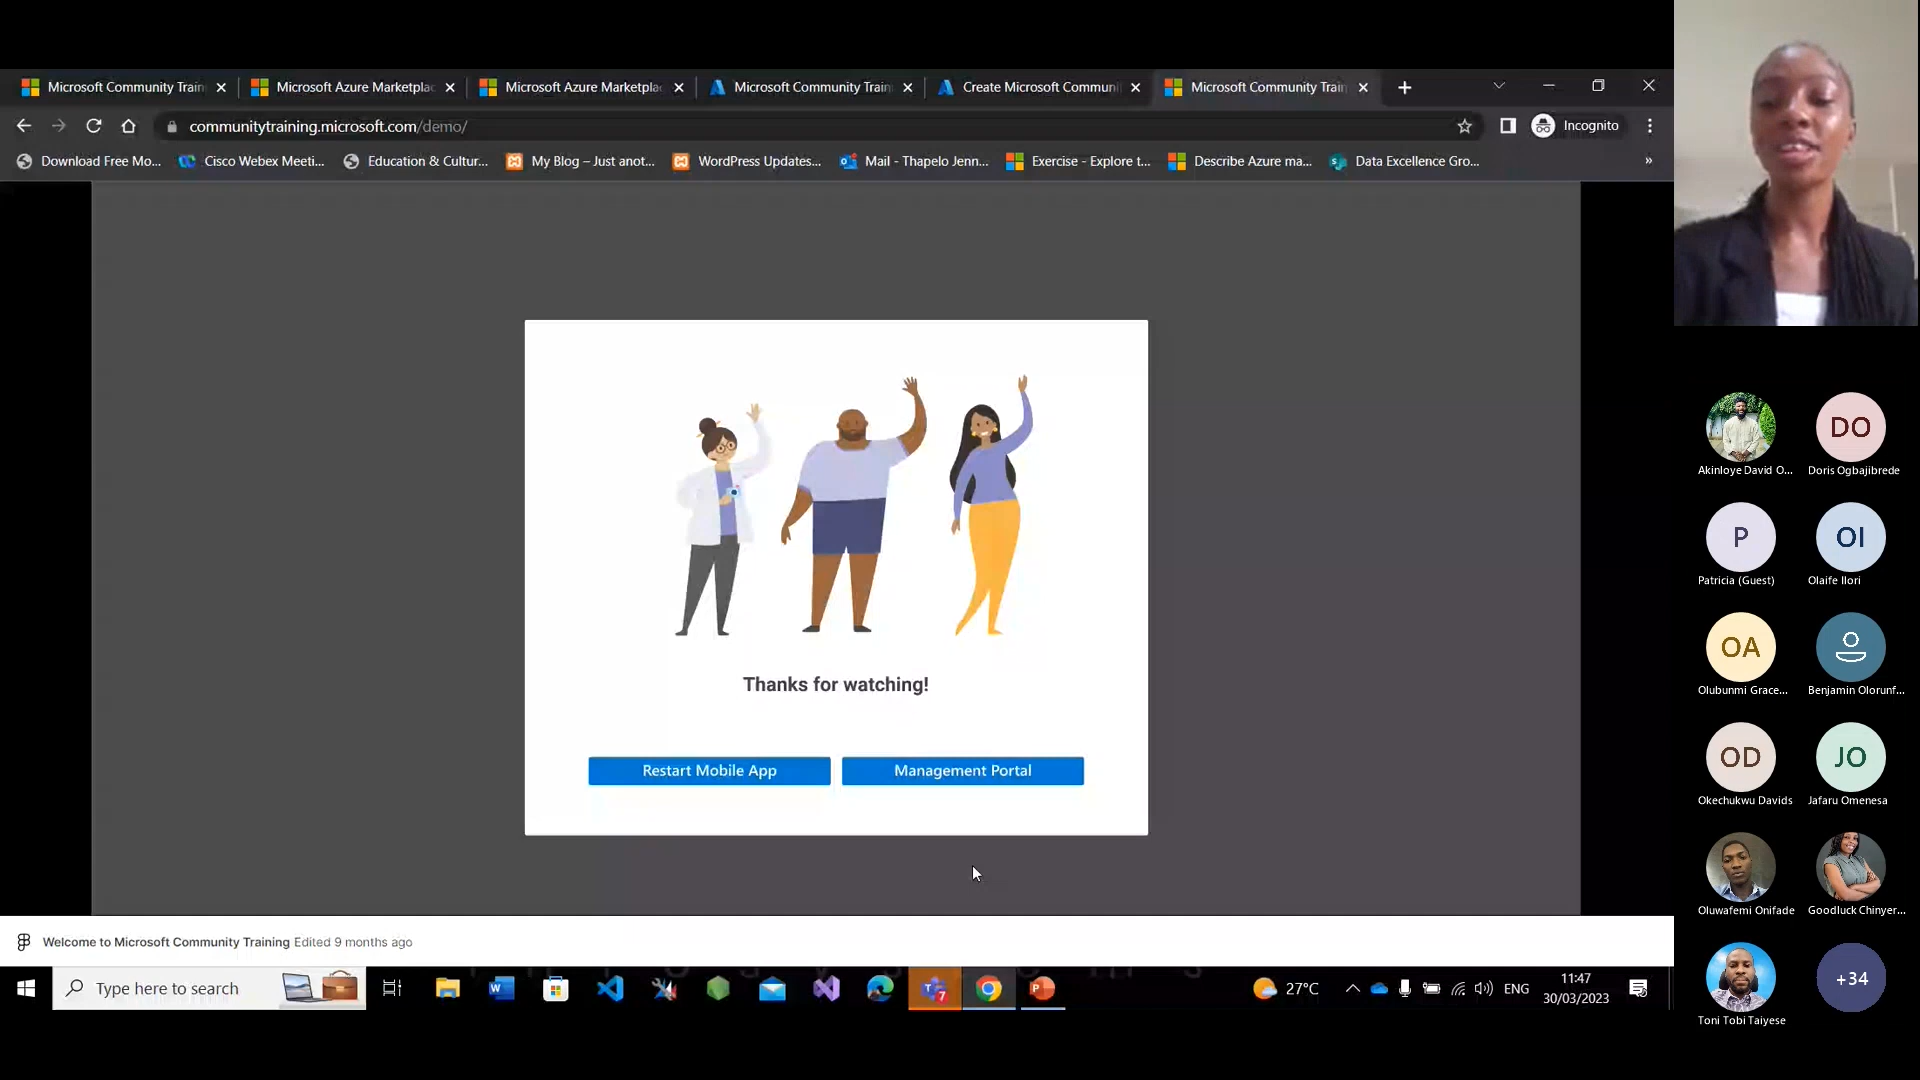 Microsoft Community Train
Microsoft Azure Marketplac
Microsoft Azure Marketpla
Microsoft Community Train
Create Microsoft Communi
Microsoft Community Train
communitytraining.microsoft.com/demo/
Incognito
Download Free Mo...
Cisco Webex Meeti...
Education & Cultur...
My Blog – Just anot...
WordPress Updates...
Mail - Thapelo Jenn...
Exercise - Explore t...
Describe Azure ma...
Data Excellence Gro...
»
Thanks for watching!
Restart Mobile App
Management Portal
Welcome to Microsoft Community Training Edited 9 months ago
Type here to search
27°C
ENG
11:47
30/03/2023
Akinloye David O...
DO
Doris Ogbajibrede
P
Patricia (Guest)
OI
Olaife Ilori
OA
Olubunmi Grace...
Benjamin Olorunf...
OD
Okechukwu Davids
JO
Jafaru Omenesa
Oluwafemi Onifade
Goodluck Chinyer...
Toni Tobi Taiyese
+34